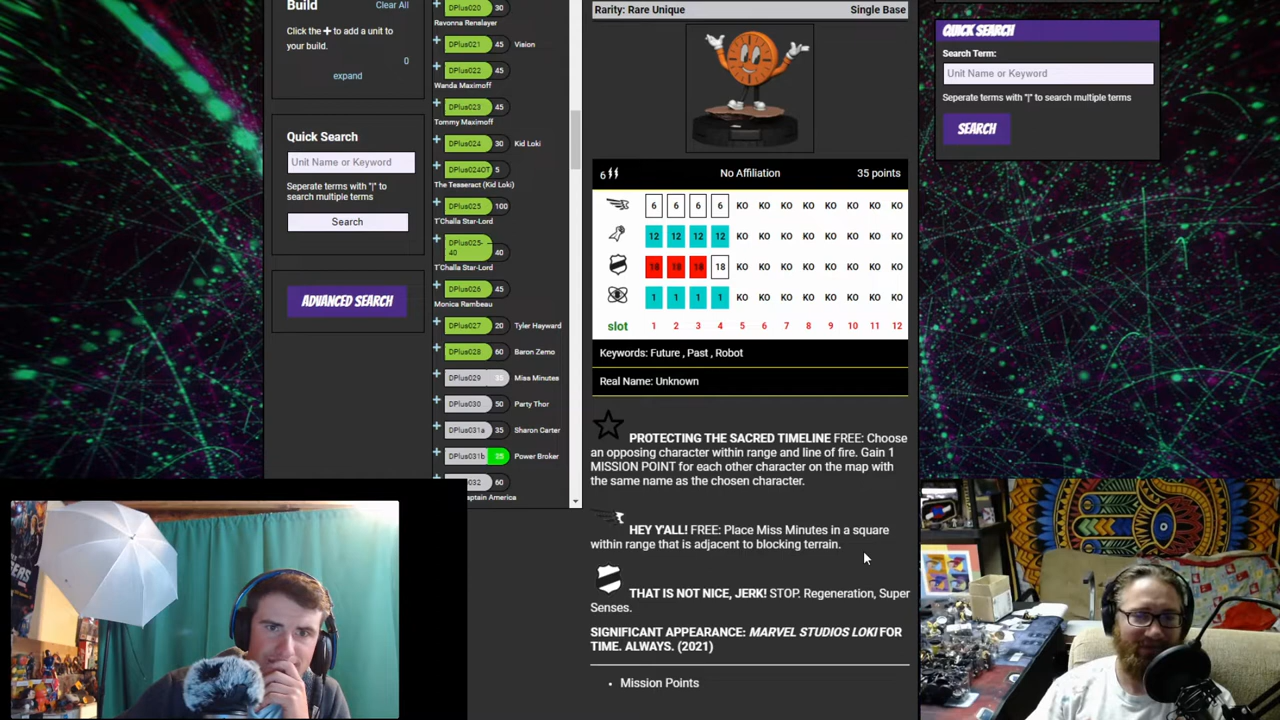 Build
Clear All
Click the + to add a unit to
your build.
0
expand
Quick Search
Unit Name or Keyword
Seperate terms with "|" to
search multiple terms
Search
ADVANCED SEARCH
DPlus020 30
Ravonna Renslayer
DPlus021 45 Vision
DPlus022 45
Wanda Maximoff
DPlus023 45
Tommy Maximoff
DPlus024 30 Kid Loki
DPlus024OT 5
The Tesseract (Kid Loki)
DPlus025 100
T'Challa Star-Lord
DPlus025-
40 40
T'Challa Star-Lord
DPlus026 45
Monica Rambeau
DPlus027 20 Tyler Hayward
DPlus028 60 Baron Zemo
DPlus029 35 Miss Minutes
DPlus030 50 Party Thor
DPlus031a 35 Sharon Carter
DPlus031b 25 Power Broker
032 60
Captain America
Rarity: Rare Unique Single Base
6 No Affiliation 35 points
6 6 6 6 KO KO KO KO KO KO KO KO
12 12 12 12 KO KO KO KO KO KO KO KO
18 18 18 18 KO KO KO KO KO KO KO KO
1 1 1 1 KO KO KO KO KO KO KO KO
slot 1 2 3 4 5 6 7 8 9 10 11 12
Keywords: Future , Past , Robot
Real Name: Unknown
PROTECTING THE SACRED TIMELINE FREE: Choose
an opposing character within range and line of fire. Gain 1
MISSION POINT for each other character on the map with
the same name as the chosen character.
HEY Y'ALL! FREE: Place Miss Minutes in a square
within range that is adjacent to blocking terrain.
THAT IS NOT NICE, JERK! STOP. Regeneration, Super
Senses.
SIGNIFICANT APPEARANCE: MARVEL STUDIOS LOKI FOR
TIME. ALWAYS. (2021)
• Mission Points
QUICK SEARCH
Search Term:
Unit Name or Keyword
Seperate terms with "|" to search multiple terms
SEARCH